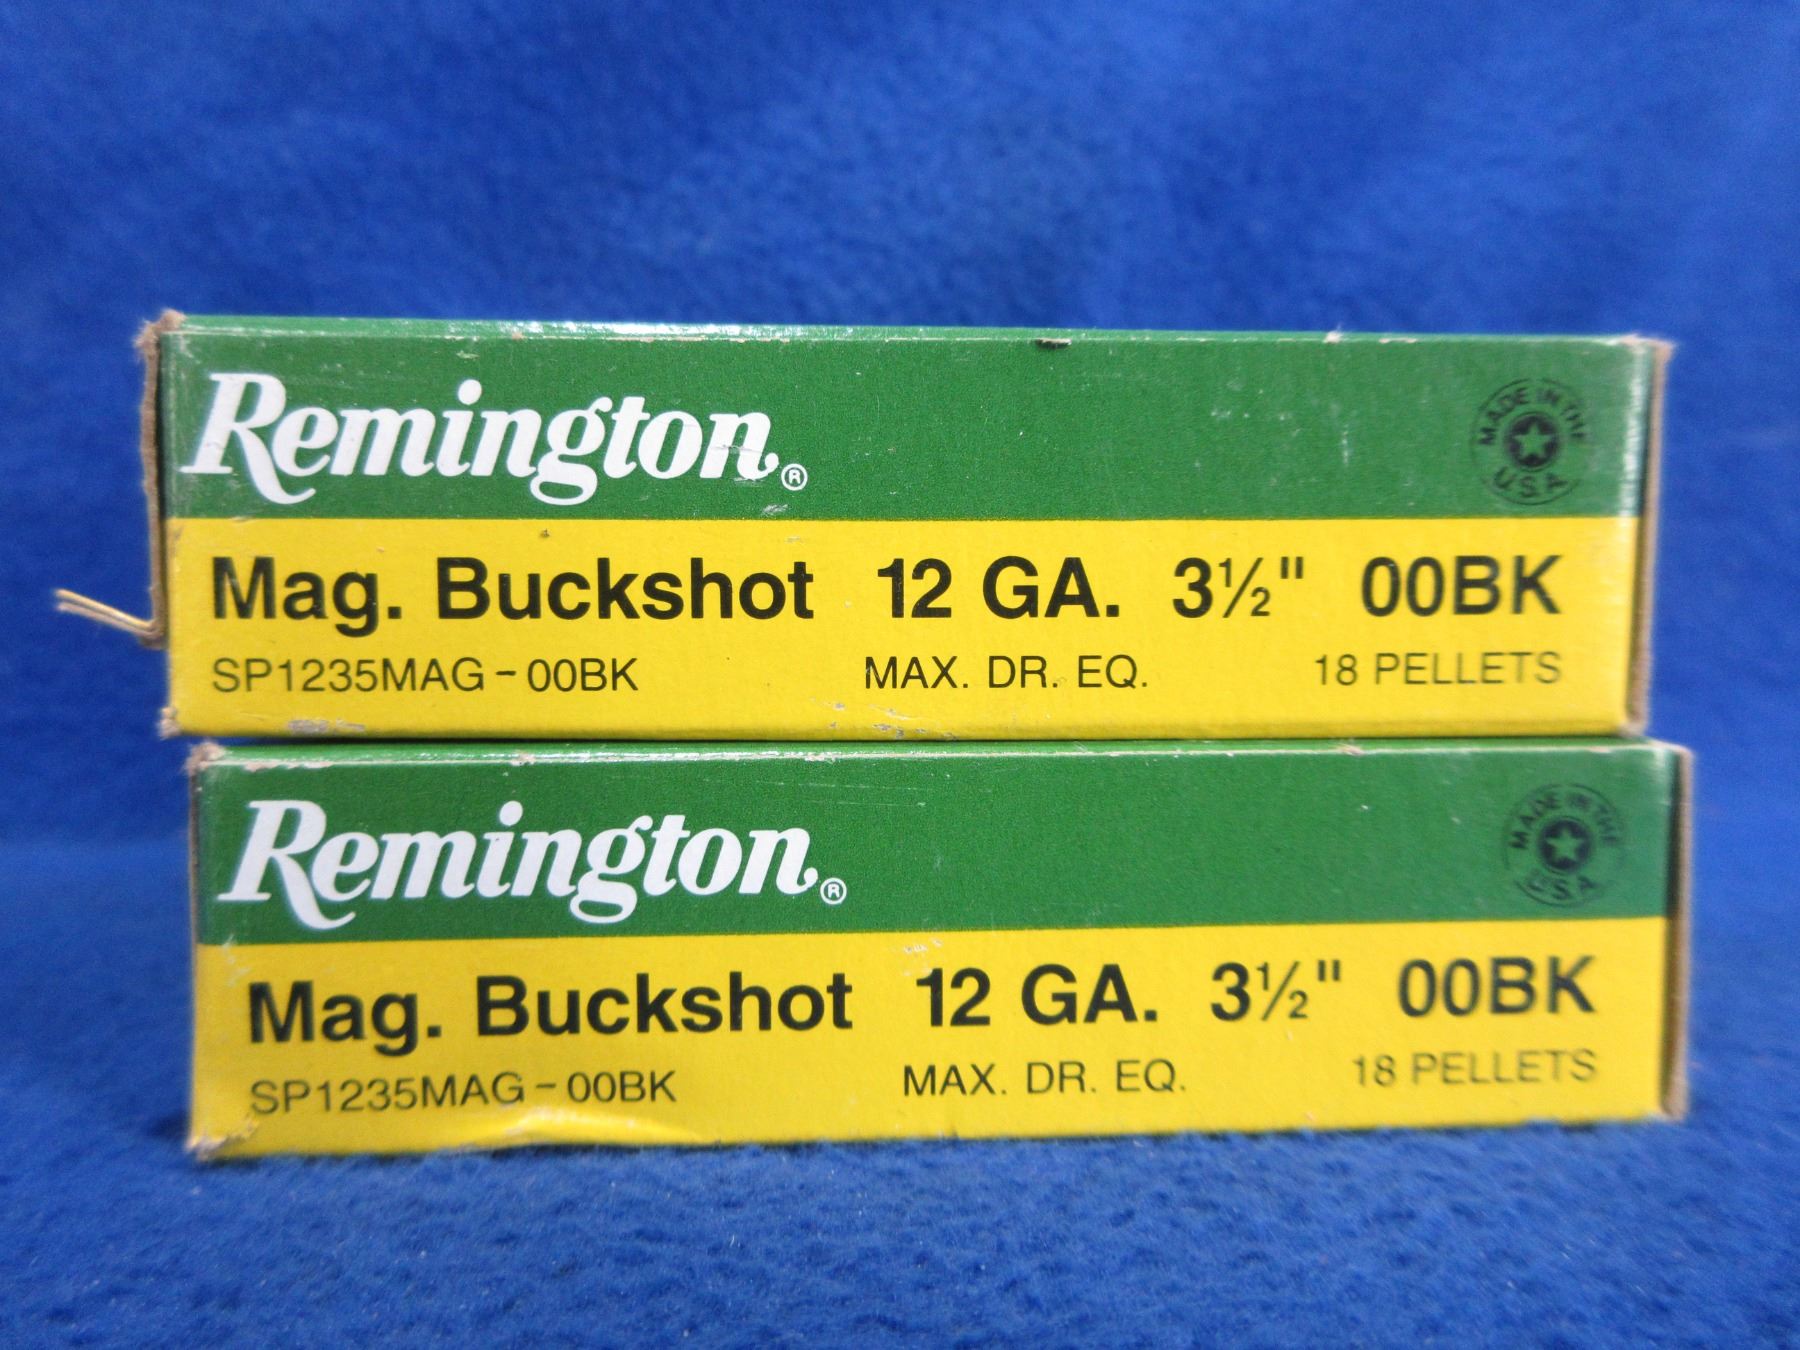 Remington®
MADE IN THE
USA
Mag. Buckshot 12 GA. 3½" 00BK
SP1235MAG-00BK MAX. DR. EQ. 18 PELLETS
Remington®
MADE IN THE
USA
Mag. Buckshot 12 GA. 3½" 00BK
SP1235MAG-00BK MAX. DR. EQ. 18 PELLETS